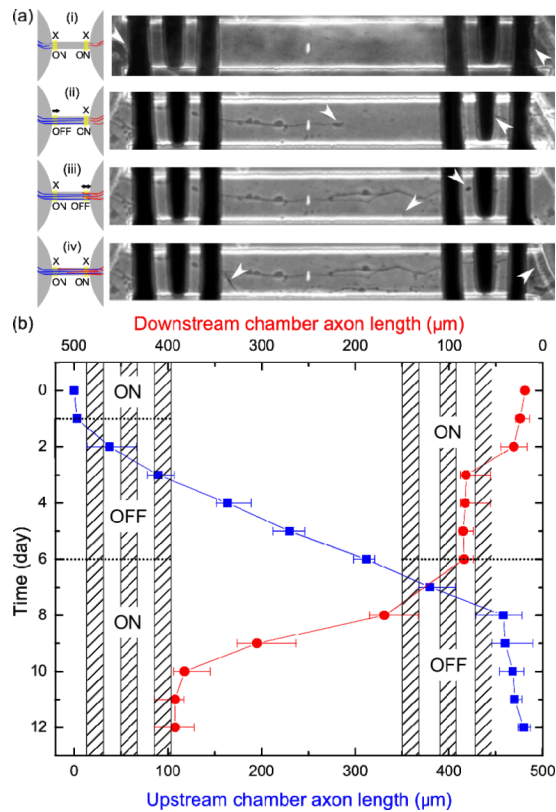 (a)
(i)
X X
ON ON
(ii)
X
OFF ON
(iii)
X
ON OFF
(iv)
X X
ON ON
(b)
Downstream chamber axon length (μm)
500 400 300 200 100 0
0
2
4
6
8
10
12
Time (day)
ON
OFF
ON
ON
OFF
0 100 200 300 400 500
Upstream chamber axon length (μm)